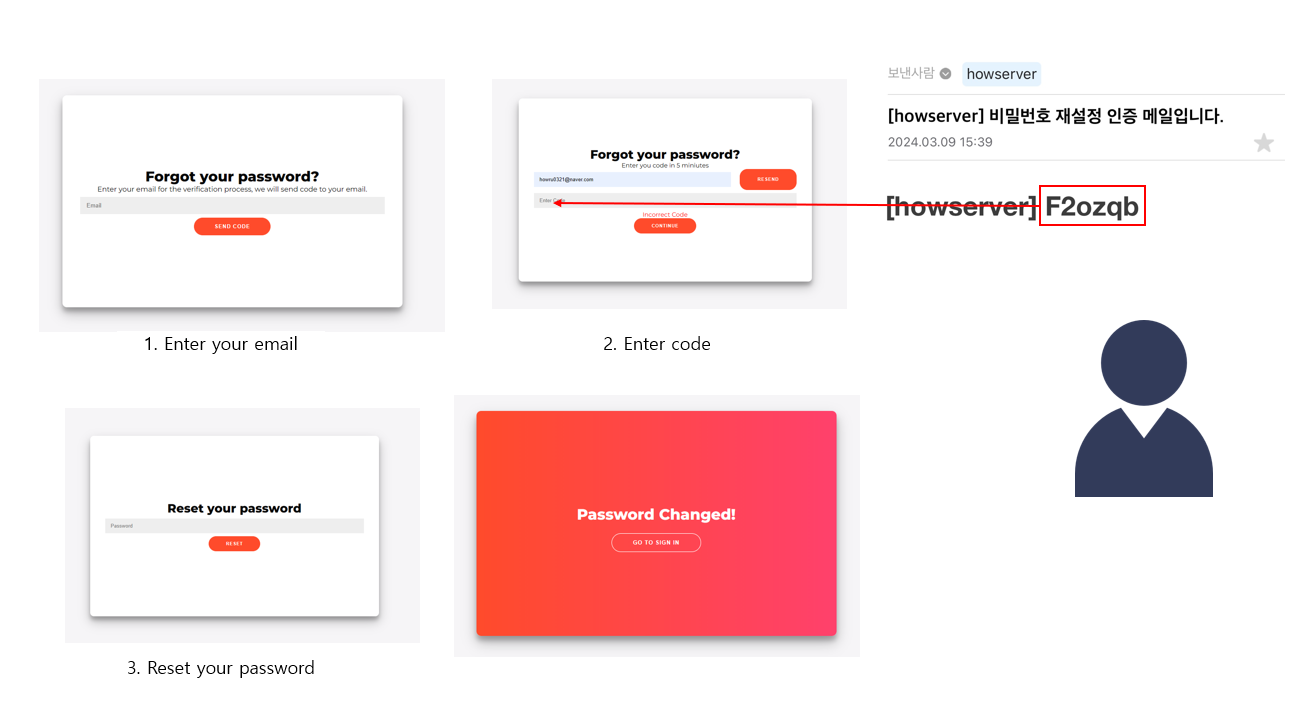 Forgot your password?
Enter your email for the verification process, we will send code to your email.
Email
SEND CODE
1. Enter your email
Forgot your password?
Enter you code in 5 miniutes
howru0321@naver.com
RESEND
Enter Code
Incorrect Code
CONTINUE
2. Enter code
보낸사람 howserver
[howserver] 비밀번호 재설정 인증 메일입니다.
2024.03.09 15:39
[howserver] F2ozqb
Reset your password
Password
RESET
3. Reset your password
Password Changed!
GO TO SIGN IN